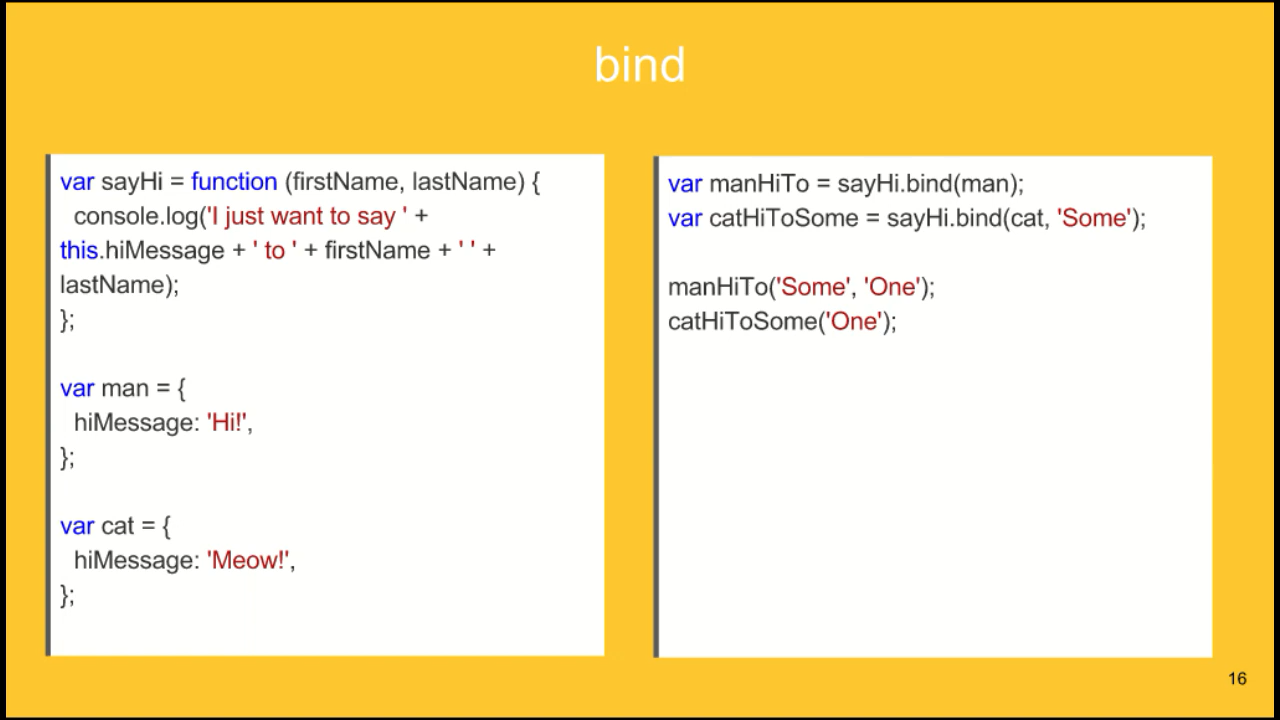 bind
var sayHi = function (firstName, lastName) {
  console.log('I just want to say ' +
this.hiMessage + ' to ' + firstName + ' ' +
lastName);
};
var man = {
  hiMessage: 'Hi!',
};
var cat = {
  hiMessage: 'Meow!',
};
var manHiTo = sayHi.bind(man);
var catHiToSome = sayHi.bind(cat, 'Some');
manHiTo('Some', 'One');
catHiToSome('One');
16